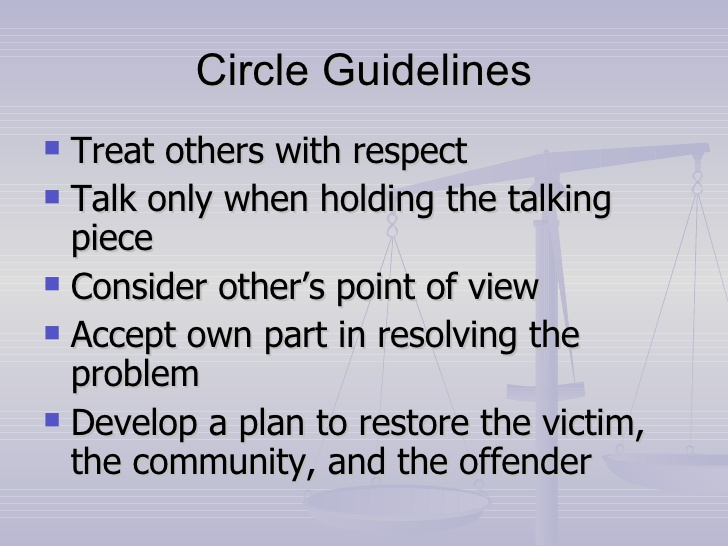 Circle Guidelines
Treat others with respect
Talk only when holding the talking
piece
Consider other’s point of view
Accept own part in resolving the
problem
Develop a plan to restore the victim,
the community, and the offender